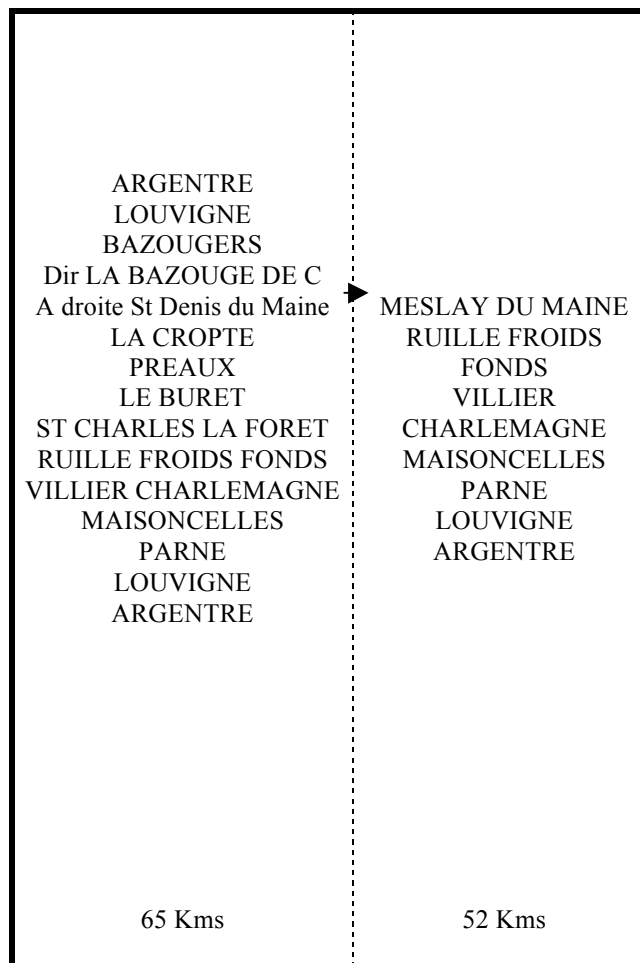 ARGENTRE
LOUVIGNE
BAZOUGERS
Dir LA BAZOUGE DE C
A droite St Denis du Maine
LA CROPTE
PREAUX
LE BURET
ST CHARLES LA FORET
RUILLE FROIDS FONDS
VILLIER CHARLEMAGNE
MAISONCELLES
PARNE
LOUVIGNE
ARGENTRE
65 Kms
MESLAY DU MAINE
RUILLE FROIDS
FONDS
VILLIER
CHARLEMAGNE
MAISONCELLES
PARNE
LOUVIGNE
ARGENTRE
52 Kms